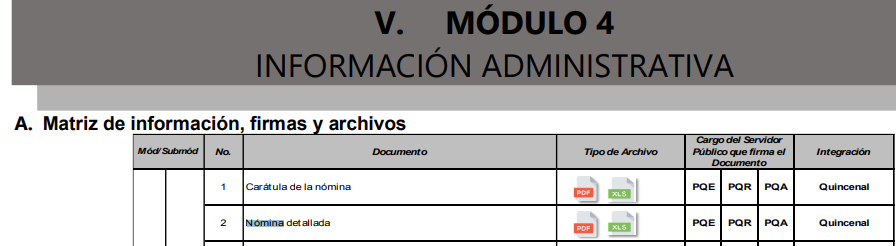 V. MÓDULO 4
INFORMACIÓN ADMINISTRATIVA
A. Matriz de información, firmas y archivos
Mód/Submód No. Documento Tipo de Archivo Cargo del Servidor Público que firma el Documento Integración
1 Carátula de la nómina PDF XLS PQE PQR PQA Quincenal
2 Nómina detallada PDF XLS PQE PQR PQA Quincenal